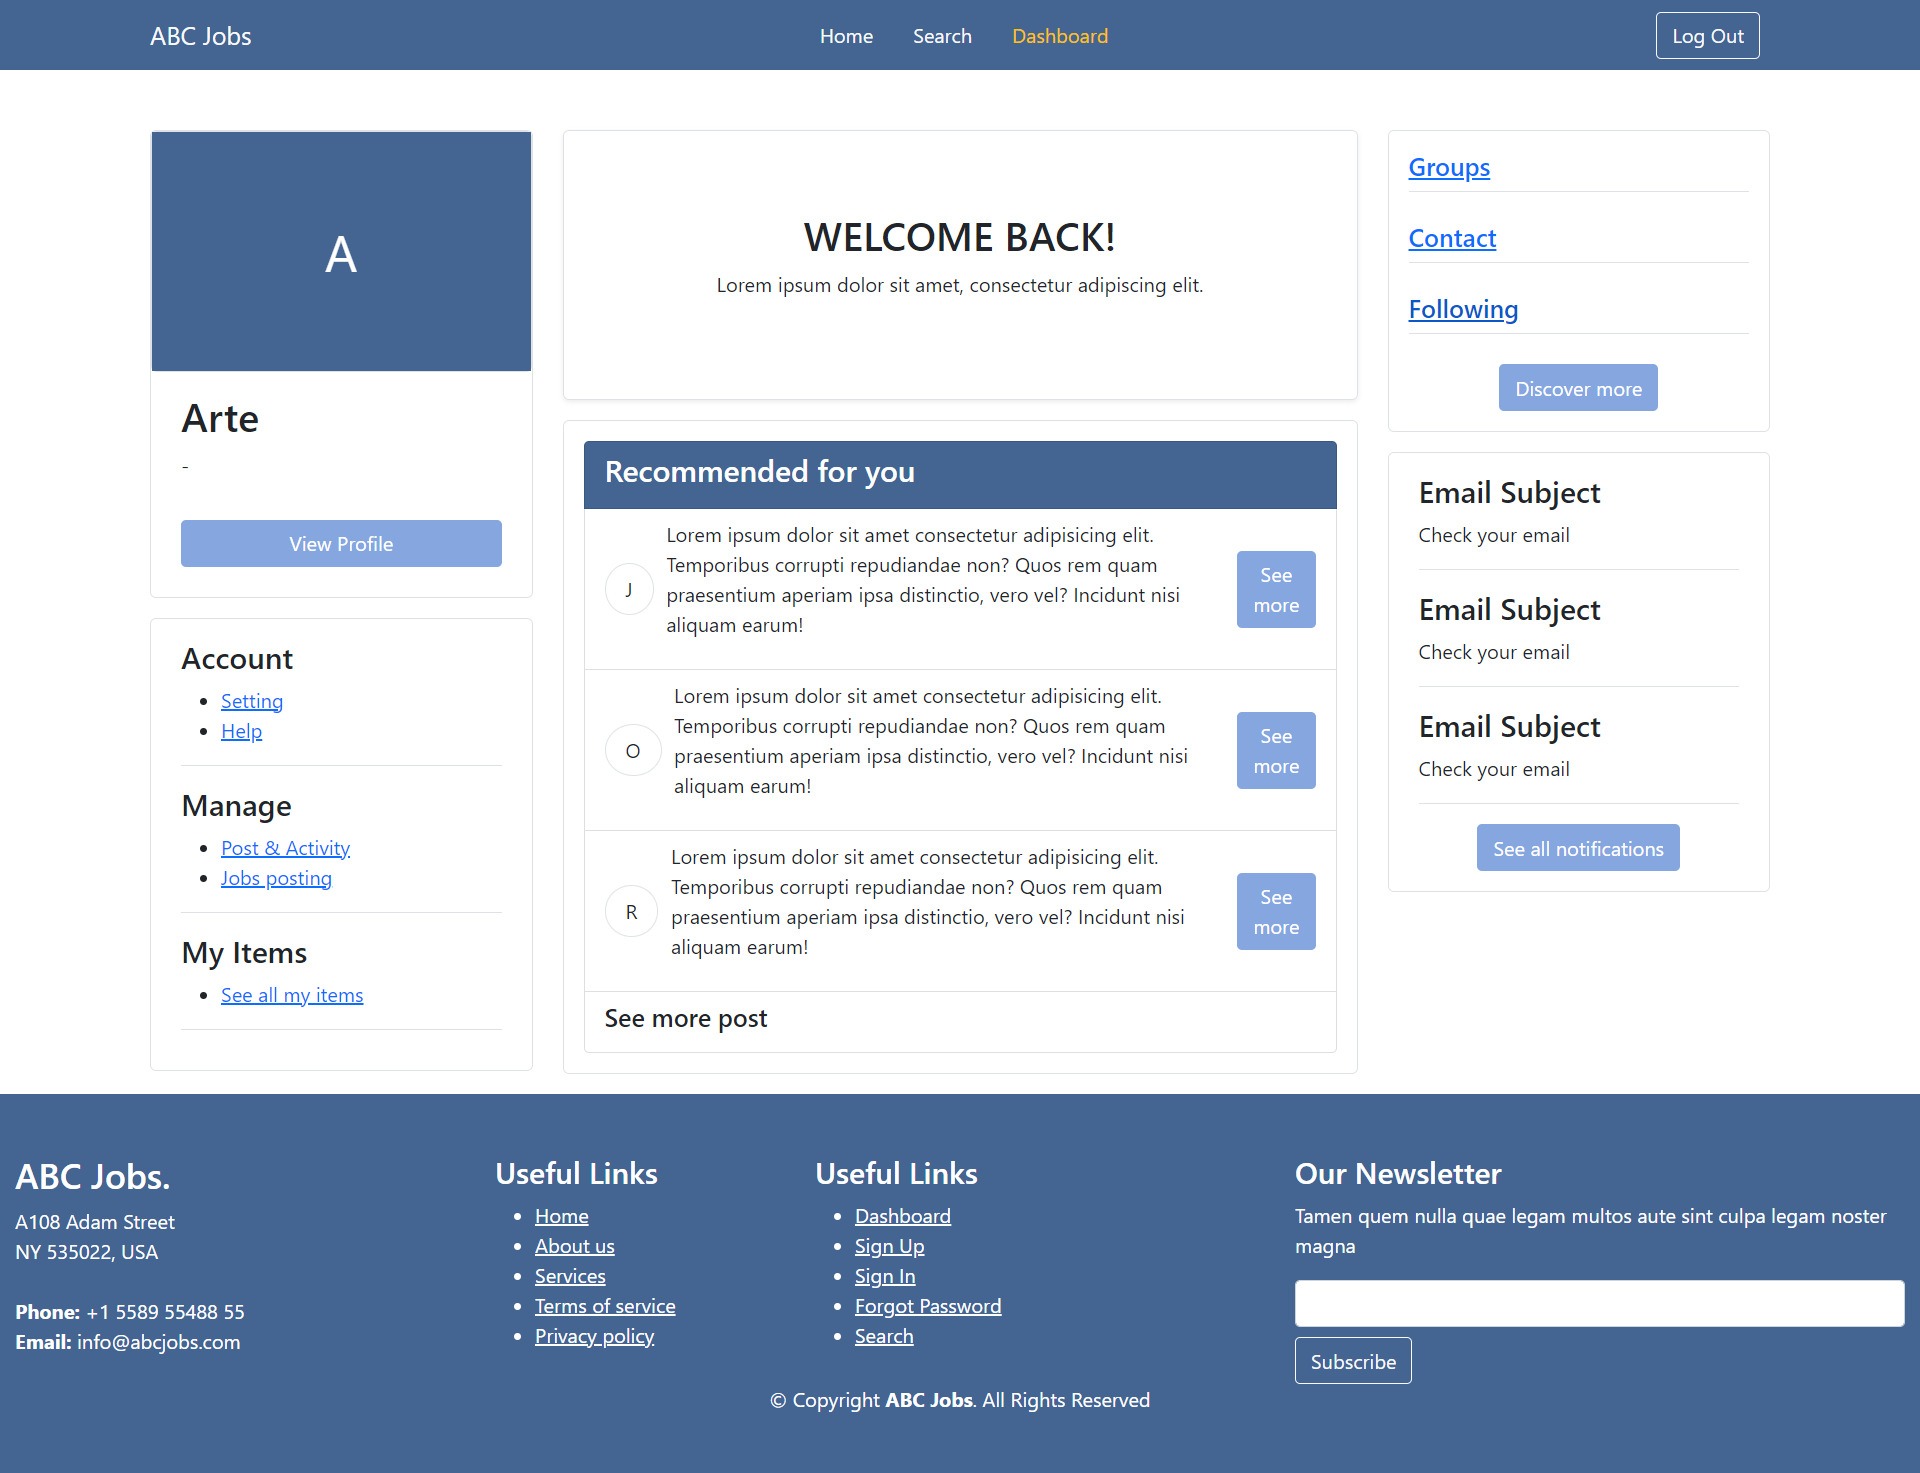 ABC Jobs
Home
Search
Dashboard
Log Out
A
Arte
-
View Profile
Account
Setting
Help
Manage
Post & Activity
Jobs posting
My Items
See all my items
WELCOME BACK!
Lorem ipsum dolor sit amet, consectetur adipiscing elit.
Recommended for you
J
Lorem ipsum dolor sit amet consectetur adipisicing elit.
Temporibus corrupti repudiandae non? Quos rem quam
praesentium aperiam ipsa distinctio, vero vel? Incidunt nisi
aliquam earum!
See
more
O
Lorem ipsum dolor sit amet consectetur adipisicing elit.
Temporibus corrupti repudiandae non? Quos rem quam
praesentium aperiam ipsa distinctio, vero vel? Incidunt nisi
aliquam earum!
See
more
R
Lorem ipsum dolor sit amet consectetur adipisicing elit.
Temporibus corrupti repudiandae non? Quos rem quam
praesentium aperiam ipsa distinctio, vero vel? Incidunt nisi
aliquam earum!
See
more
See more post
Groups
Contact
Following
Discover more
Email Subject
Check your email
Email Subject
Check your email
Email Subject
Check your email
See all notifications
ABC Jobs.
A108 Adam Street
NY 535022, USA
Phone: +1 5589 55488 55
Email: info@abcjobs.com
Useful Links
Home
About us
Services
Terms of service
Privacy policy
Useful Links
Dashboard
Sign Up
Sign In
Forgot Password
Search
Our Newsletter
Tamen quem nulla quae legam multos aute sint culpa legam noster
magna
Subscribe
© Copyright ABC Jobs. All Rights Reserved